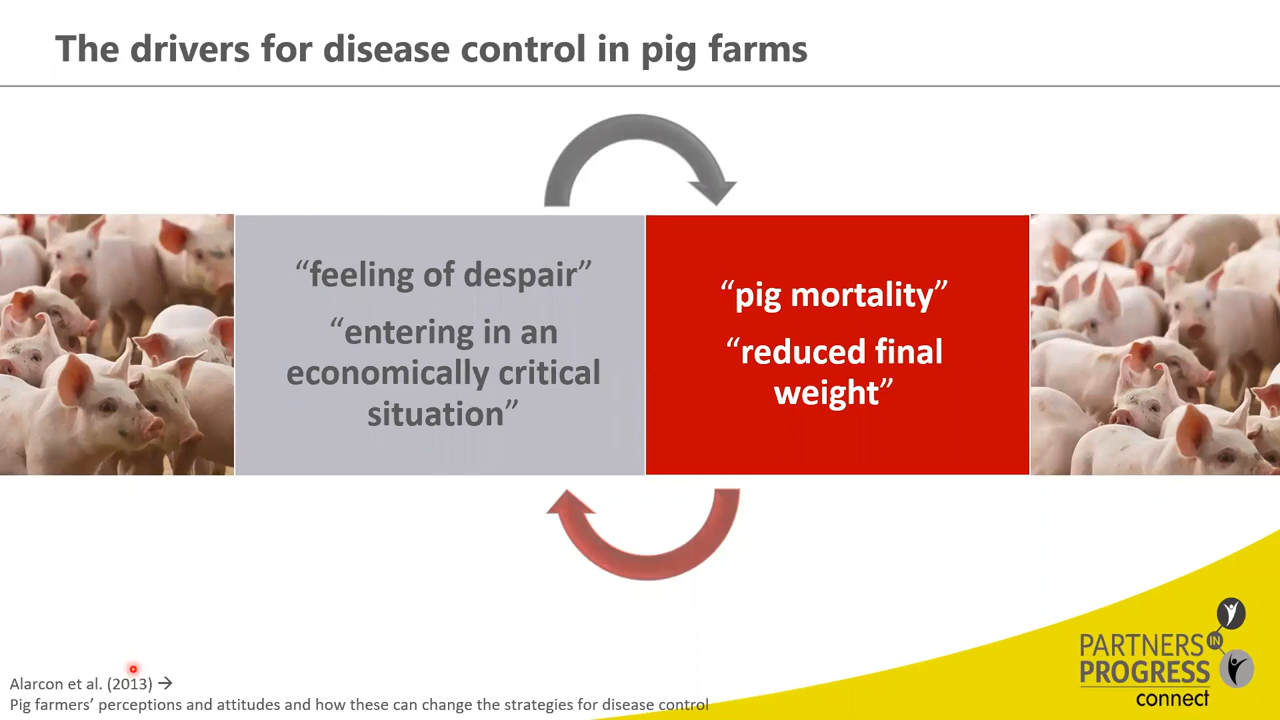 The drivers for disease control in pig farms
“feeling of despair”
“entering in an
economically critical
situation”
“pig mortality”
“reduced final
weight”
Alarcon et al. (2013) →
Pig farmers’ perceptions and attitudes and how these can change the strategies for disease control
PARTNERS IN
PROGRESS
connect